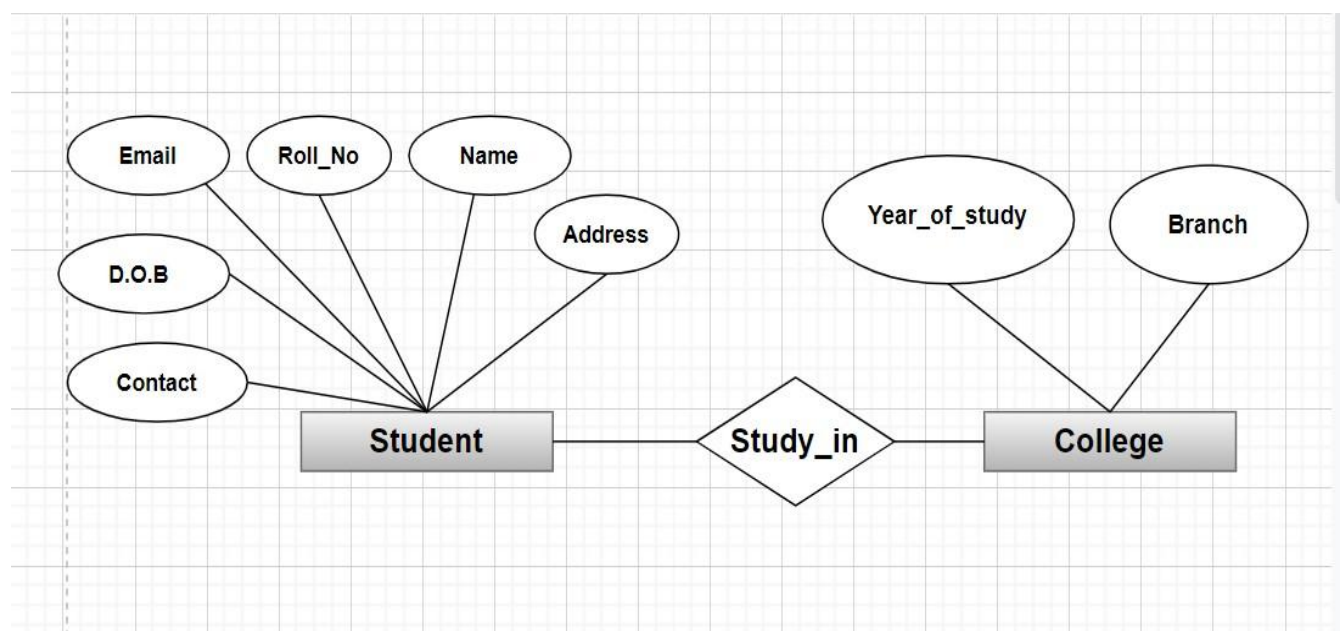 Email
Roll_No
Name
Address
D.O.B
Contact
Year_of_study
Branch
Student
Study_in
College